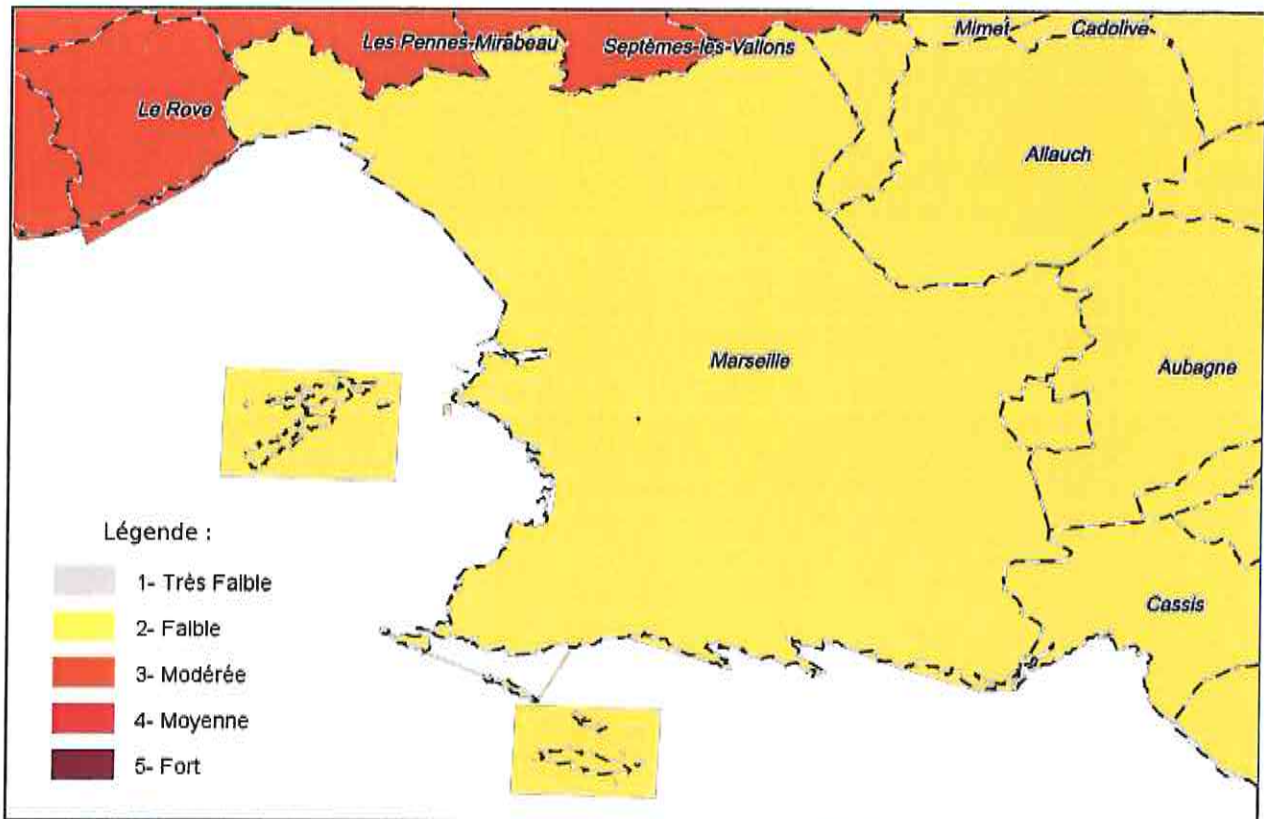 Mimet
Cadolive
Les Pennes-Mirabeau
Septèmes-les-Vallons
Le Rove
Allauch
Marseille
Aubagne
Cassis
Légende :
1- Très Faible
2- Faible
3- Modérée
4- Moyenne
5- Fort